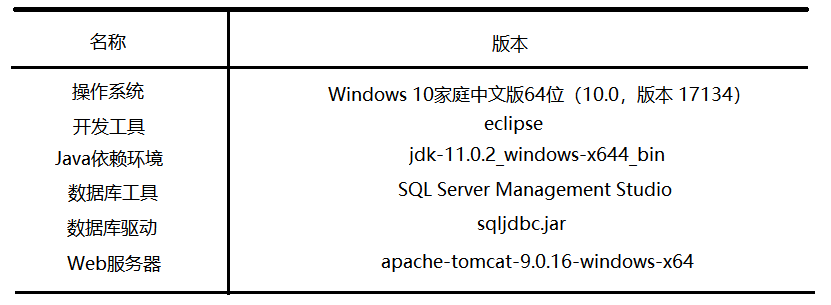 名称 版本
操作系统 Windows 10家庭中文版64位（10.0，版本 17134）
开发工具 eclipse
Java依赖环境 jdk-11.0.2_windows-x644_bin
数据库工具 SQL Server Management Studio
数据库驱动 sqljdbc.jar
Web服务器 apache-tomcat-9.0.16-windows-x64